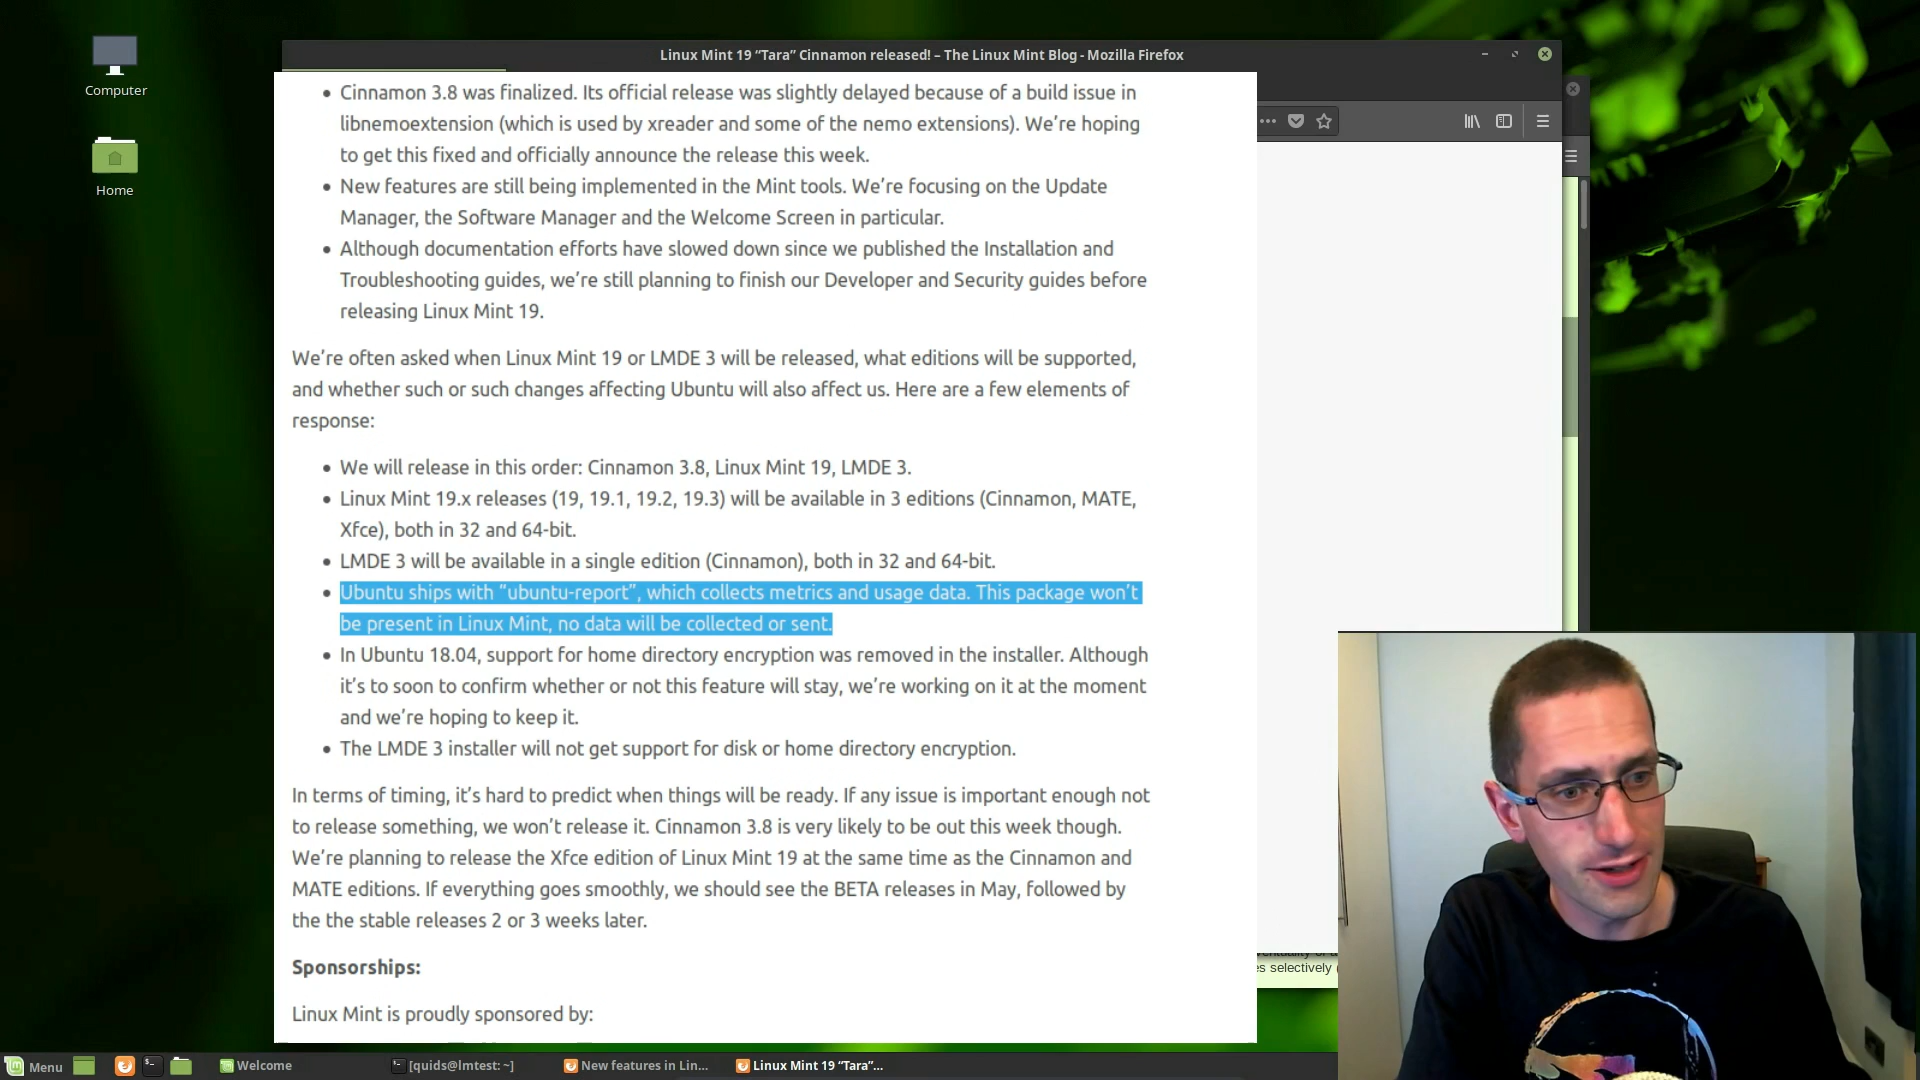 Computer
Home
Linux Mint 19 “Tara” Cinnamon released! – The Linux Mint Blog - Mozilla Firefox
Cinnamon 3.8 was finalized. Its official release was slightly delayed because of a build issue in
libnemoextension (which is used by xreader and some of the nemo extensions). We’re hoping
to get this fixed and officially announce the release this week.
New features are still being implemented in the Mint tools. We’re focusing on the Update
Manager, the Software Manager and the Welcome Screen in particular.
Although documentation efforts have slowed down since we published the Installation and
Troubleshooting guides, we’re still planning to finish our Developer and Security guides before
releasing Linux Mint 19.
We’re often asked when Linux Mint 19 or LMDE 3 will be released, what editions will be supported,
and whether such or such changes affecting Ubuntu will also affect us. Here are a few elements of
response:
We will release in this order: Cinnamon 3.8, Linux Mint 19, LMDE 3.
Linux Mint 19.x releases (19, 19.1, 19.2, 19.3) will be available in 3 editions (Cinnamon, MATE,
Xfce), both in 32 and 64-bit.
LMDE 3 will be available in a single edition (Cinnamon), both in 32 and 64-bit.
Ubuntu ships with “ubuntu-report”, which collects metrics and usage data. This package won’t
be present in Linux Mint, no data will be collected or sent.
In Ubuntu 18.04, support for home directory encryption was removed in the installer. Although
it’s to soon to confirm whether or not this feature will stay, we’re working on it at the moment
and we’re hoping to keep it.
The LMDE 3 installer will not get support for disk or home directory encryption.
In terms of timing, it’s hard to predict when things will be ready. If any issue is important enough not
to release something, we won’t release it. Cinnamon 3.8 is very likely to be out this week though.
We’re planning to release the Xfce edition of Linux Mint 19 at the same time as the Cinnamon and
MATE editions. If everything goes smoothly, we should see the BETA releases in May, followed by
the the stable releases 2 or 3 weeks later.
Sponsorships:
Linux Mint is proudly sponsored by:
es selectively (
Menu
Welcome
[quids@lmtest: ~]
New features in Lin...
Linux Mint 19 “Tara”...